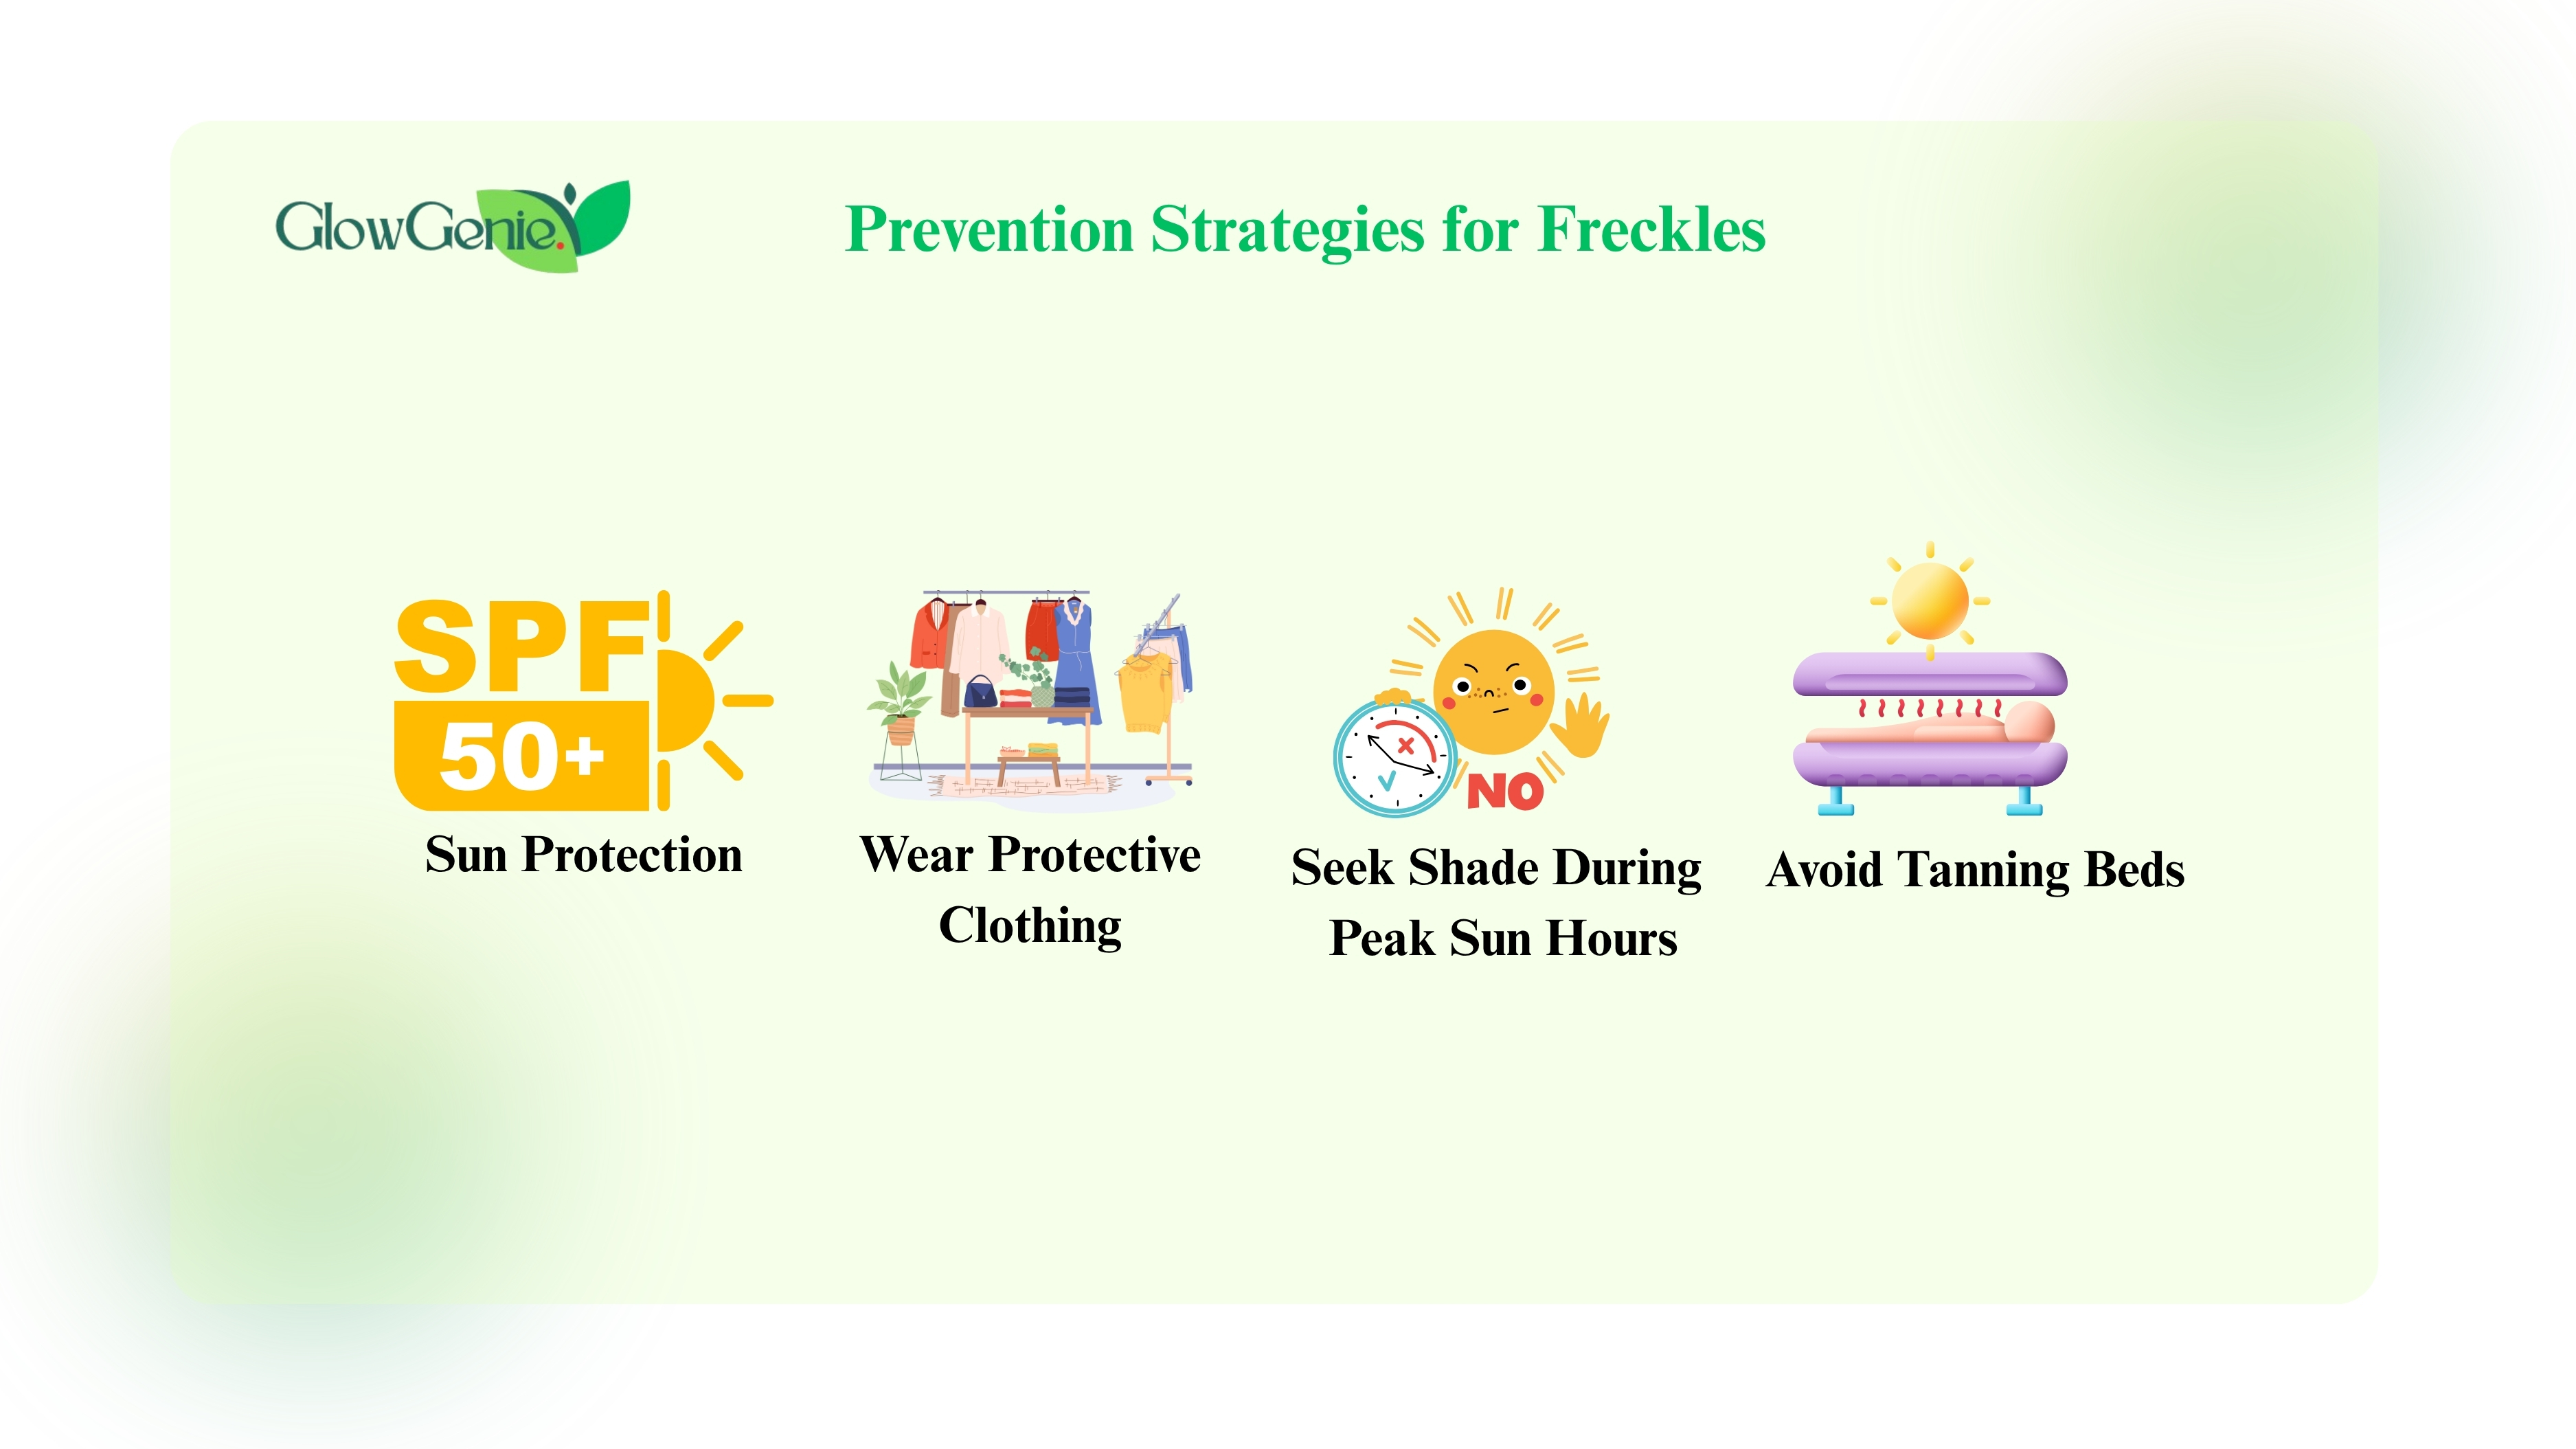 GlowGenie.
Prevention Strategies for Freckles
SPF
50+
Sun Protection
Wear Protective
Clothing
NO
Seek Shade During
Peak Sun Hours
Avoid Tanning Beds